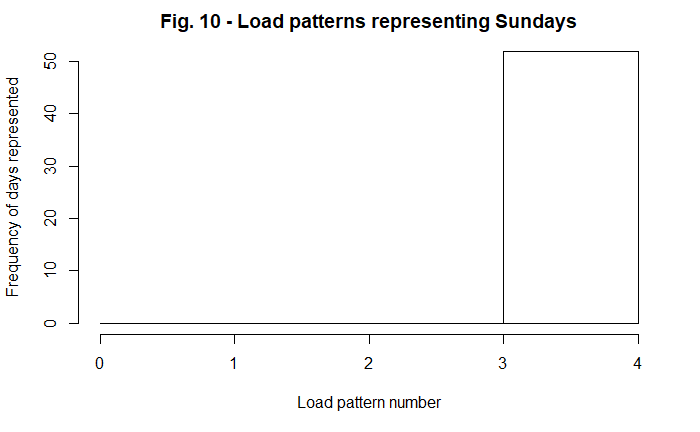 Fig. 10 - Load patterns representing Sundays
Frequency of days represented
50
40
30
20
10
0
0 1 2 3 4
Load pattern number